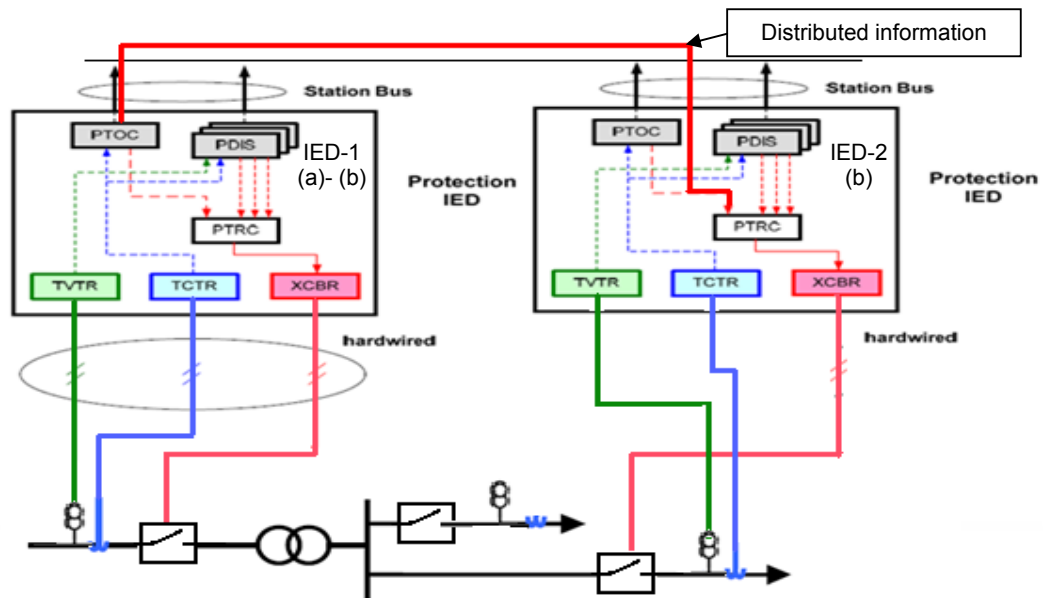 Distributed information
Station Bus
Station Bus
PTOC
PDIS
IED-1
(a)- (b)
Protection
IED
PTRC
TVTR
TCTR
XCBR
hardwired
PTOC
PDIS
IED-2
(b)
Protection
IED
PTRC
TVTR
TCTR
XCBR
hardwired